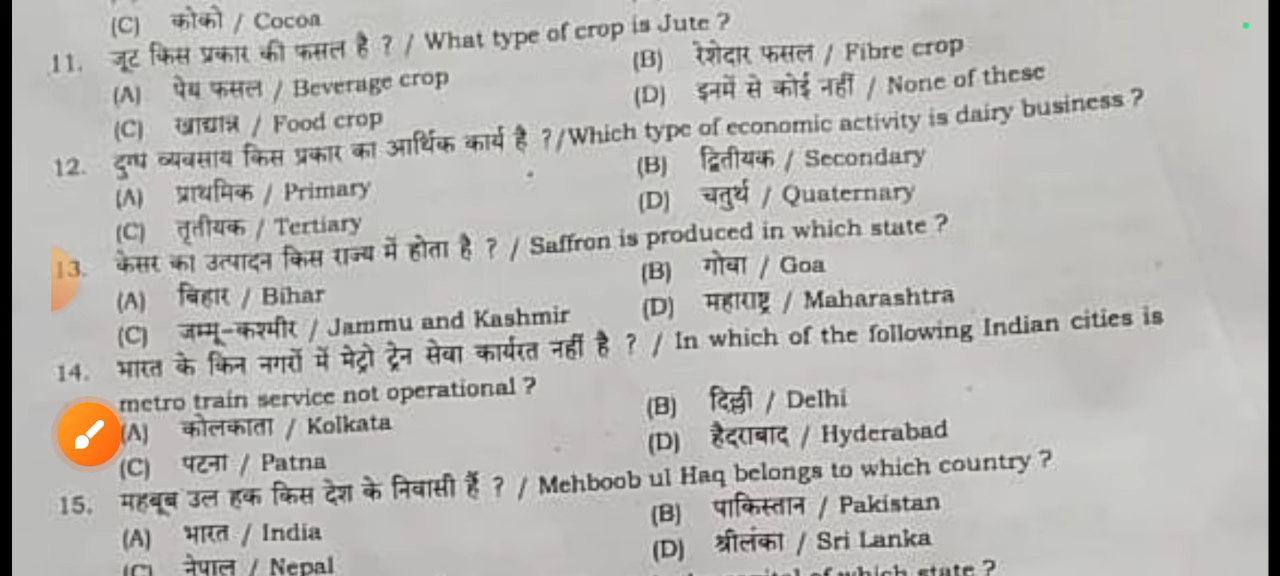 (C) कोको / Cocoa
11. जूट किस प्रकार की फसल है ? / What type of crop is Jute ?
(A) पेय फसल / Beverage crop (B) रेशेदार फसल / Fibre crop
(C) खाद्यान्न / Food crop (D) इनमें से कोई नहीं / None of these
12. दुग्ध व्यवसाय किस प्रकार का आर्थिक कार्य है ?/Which type of economic activity is dairy business ?
(A) प्राथमिक / Primary (B) द्वितीयक / Secondary
(C) तृतीयक / Tertiary (D) चतुर्थ / Quaternary
13. केसर का उत्पादन किस राज्य में होता है ? / Saffron is produced in which state ?
(A) बिहार / Bihar (B) गोवा / Goa
(C) जम्मू-कश्मीर / Jammu and Kashmir (D) महाराष्ट्र / Maharashtra
14. भारत के किन नगरों में मेट्रो ट्रेन सेवा कार्यरत नहीं है ? / In which of the following Indian cities is
metro train service not operational ?
(A) कोलकाता / Kolkata (B) दिल्ली / Delhi
(C) पटना / Patna (D) हैदराबाद / Hyderabad
15. महबूब उल हक किस देश के निवासी हैं ? / Mehboob ul Haq belongs to which country ?
(A) भारत / India (B) पाकिस्तान / Pakistan
(C) नेपाल / Nepal (D) श्रीलंका / Sri Lanka
of which state ?